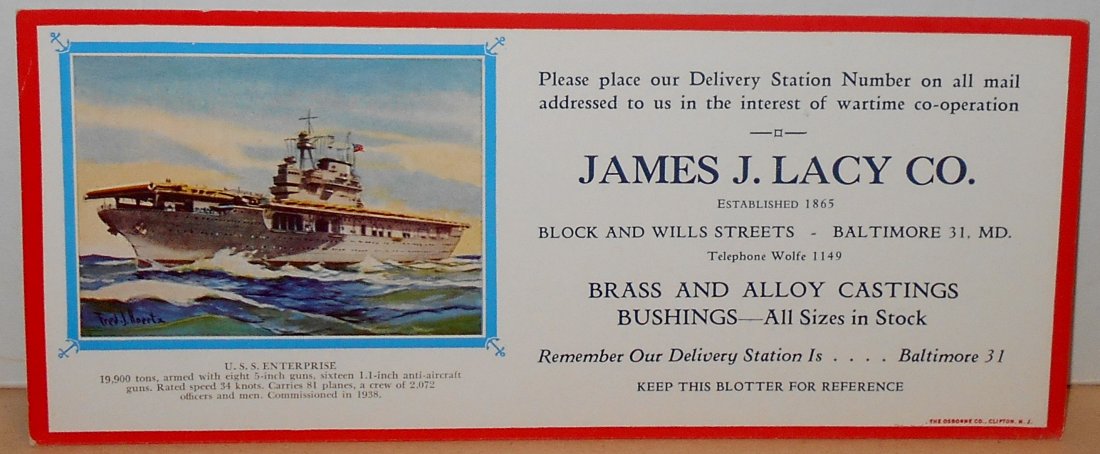 Fred J. Hoertz
U. S. S. ENTERPRISE
19,900 tons, armed with eight 5-inch guns, sixteen 1.1-inch anti-aircraft
guns. Rated speed 34 knots. Carries 81 planes, a crew of 2,072
officers and men. Commissioned in 1938.
Please place our Delivery Station Number on all mail
addressed to us in the interest of wartime co-operation
JAMES J. LACY CO.
ESTABLISHED 1865
BLOCK AND WILLS STREETS - BALTIMORE 31, MD.
Telephone Wolfe 1149
BRASS AND ALLOY CASTINGS
BUSHINGS—All Sizes in Stock
Remember Our Delivery Station Is . . . . Baltimore 31
KEEP THIS BLOTTER FOR REFERENCE
THE OSBORNE CO., CLIFTON, N. J.